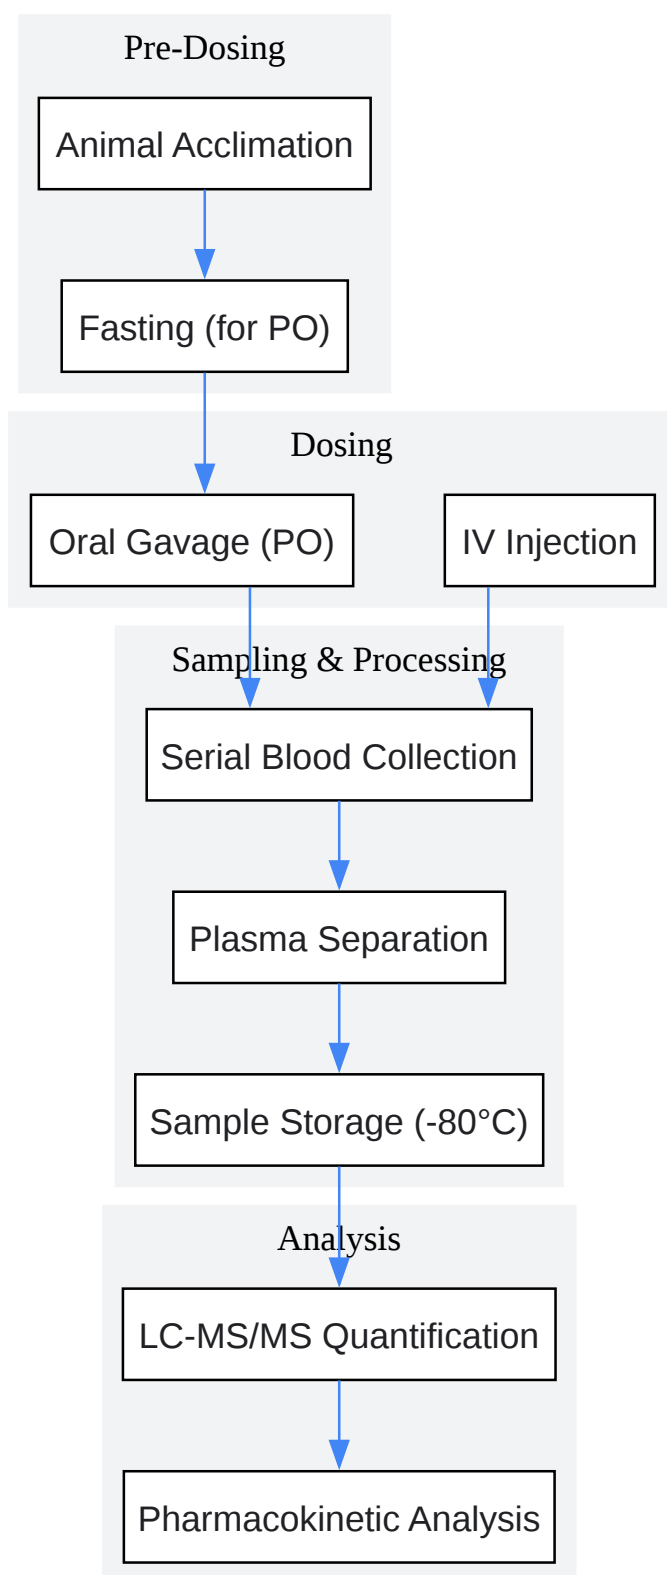 Pre-Dosing
Animal Acclimation
Fasting (for PO)
Dosing
Oral Gavage (PO)
IV Injection
Sampling & Processing
Serial Blood Collection
Plasma Separation
Sample Storage (-80°C)
Analysis
LC-MS/MS Quantification
Pharmacokinetic Analysis